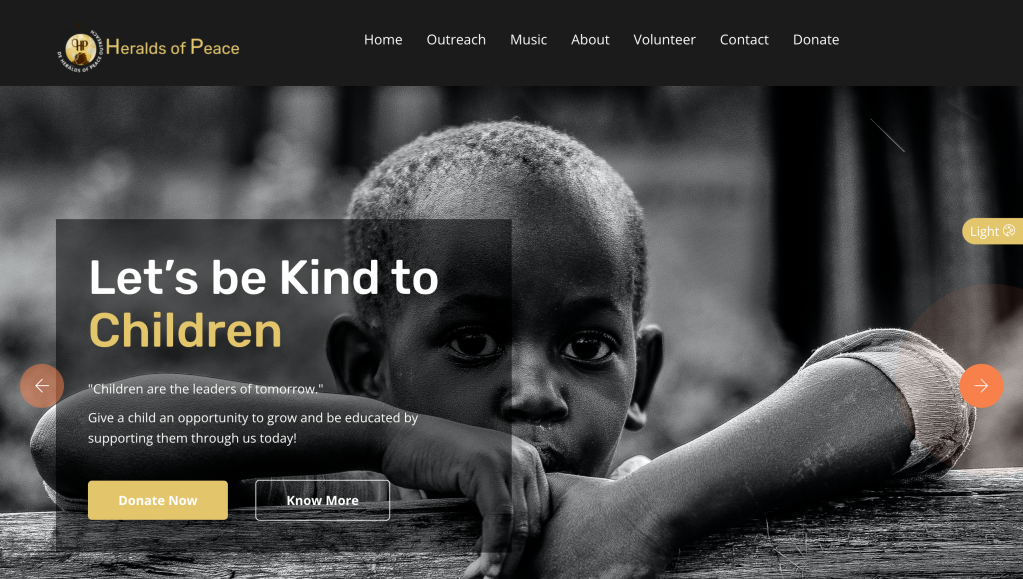 HP
DE HERALDS OF PEACE OUTREACH
Heralds of Peace
Home
Outreach
Music
About
Volunteer
Contact
Donate
Light
Let’s be Kind to
Children
"Children are the leaders of tomorrow."
Give a child an opportunity to grow and be educated by
supporting them through us today!
Donate Now
Know More